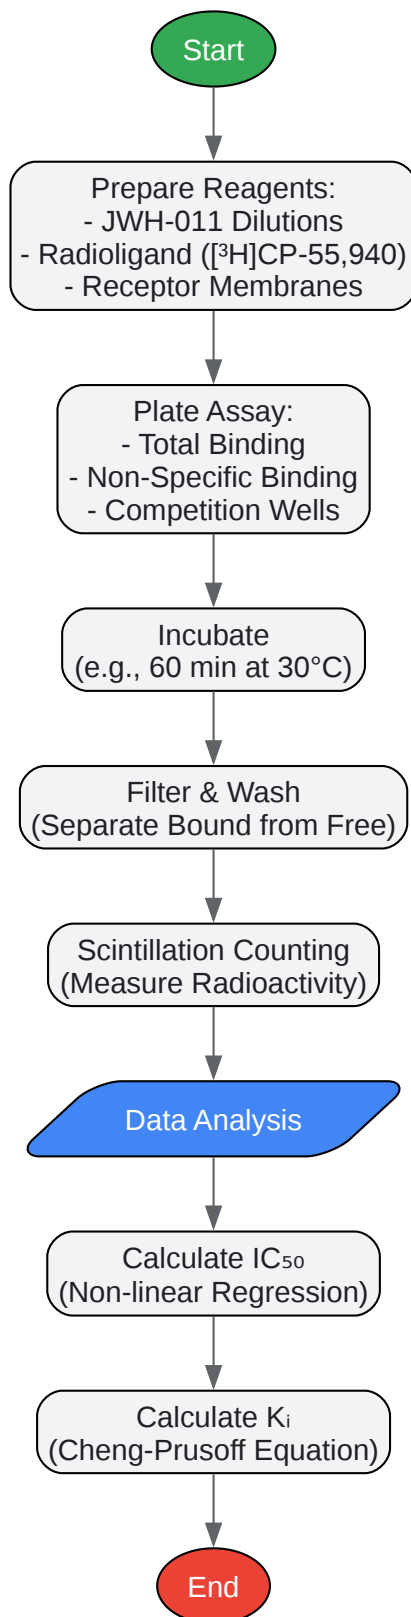 Start
Prepare Reagents:
- JWH-011 Dilutions
- Radioligand ([³H]CP-55,940)
- Receptor Membranes
Plate Assay:
- Total Binding
- Non-Specific Binding
- Competition Wells
Incubate
(e.g., 60 min at 30°C)
Filter & Wash
(Separate Bound from Free)
Scintillation Counting
(Measure Radioactivity)
Data Analysis
Calculate IC₅₀
(Non-linear Regression)
Calculate Kᵢ
(Cheng-Prusoff Equation)
End